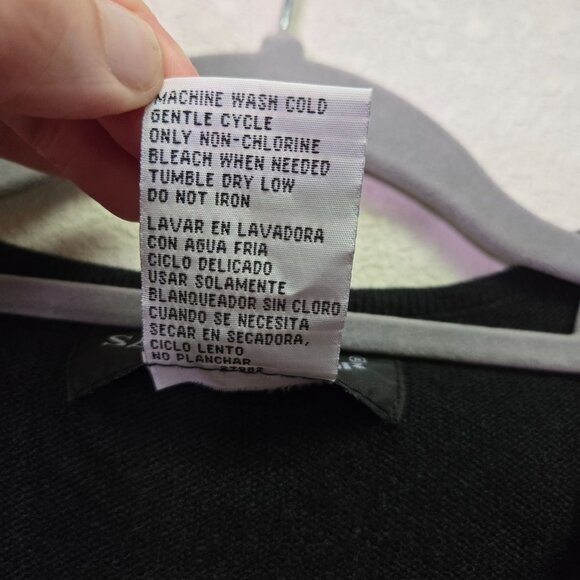 MACHINE WASH COLD
GENTLE CYCLE
ONLY NON-CHLORINE
BLEACH WHEN NEEDED
TUMBLE DRY LOW
DO NOT IRON
LAVAR EN LAVADORA
CON AGUA FRIA
CICLO DELICADO
USAR SOLAMENTE
BLANQUEADOR SIN CLORO
CUANDO SE NECESITA
SECAR EN SECADORA,
CICLO LENTO
NO PLANCHAR